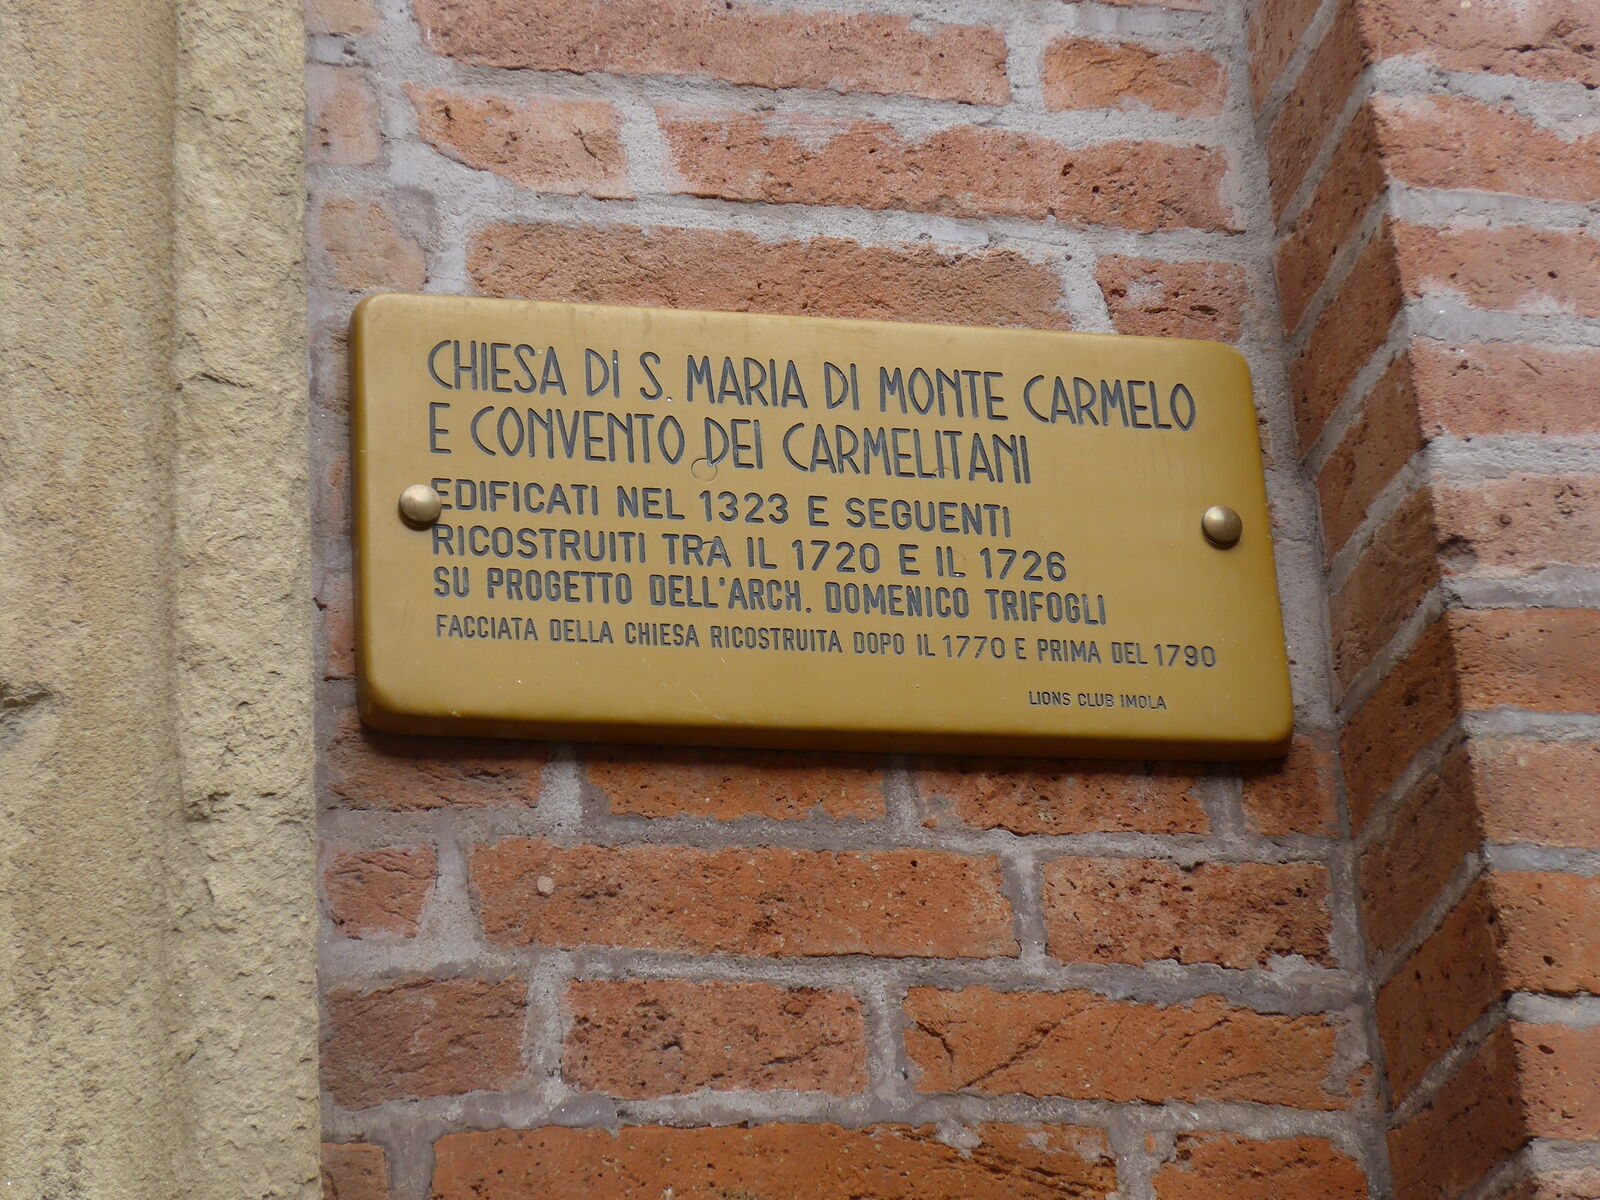 CHIESA DI S. MARIA DI MONTE CARMELO
E CONVENTO DEI CARMELITANI
EDIFICATI NEL 1323 E SEGUENTI
RICOSTRUITI TRA IL 1720 E IL 1726
SU PROGETTO DELL'ARCH. DOMENICO TRIFOGLI
FACCIATA DELLA CHIESA RICOSTRUITA DOPO IL 1770 E PRIMA DEL 1790
LIONS CLUB IMOLA